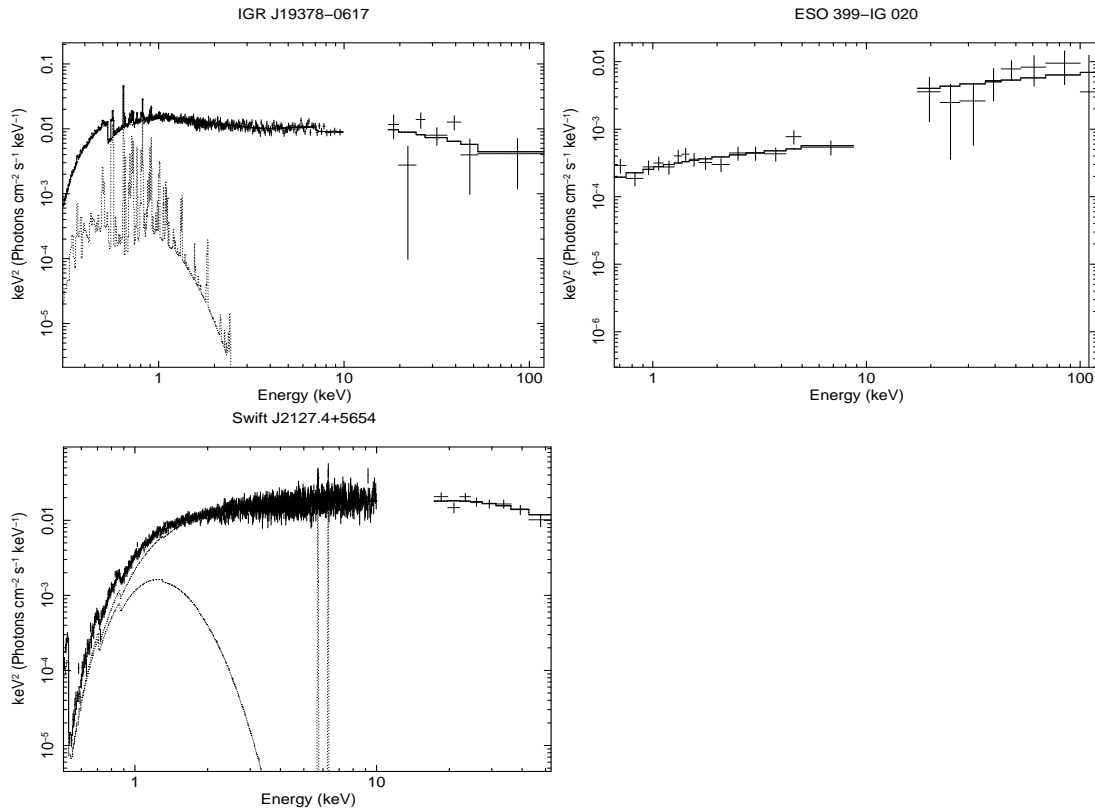 IGR J19378−0617
0.1
0.01
10⁻³
10⁻⁴
10⁻⁵
keV² (Photons cm⁻² s⁻¹ keV⁻¹)
1
10
100
Energy (keV)
ESO 399−IG 020
0.01
10⁻³
10⁻⁴
10⁻⁵
10⁻⁶
keV² (Photons cm⁻² s⁻¹ keV⁻¹)
1
10
100
Energy (keV)
Swift J2127.4+5654
0.01
10⁻³
10⁻⁴
10⁻⁵
keV² (Photons cm⁻² s⁻¹ keV⁻¹)
1
10
Energy (keV)